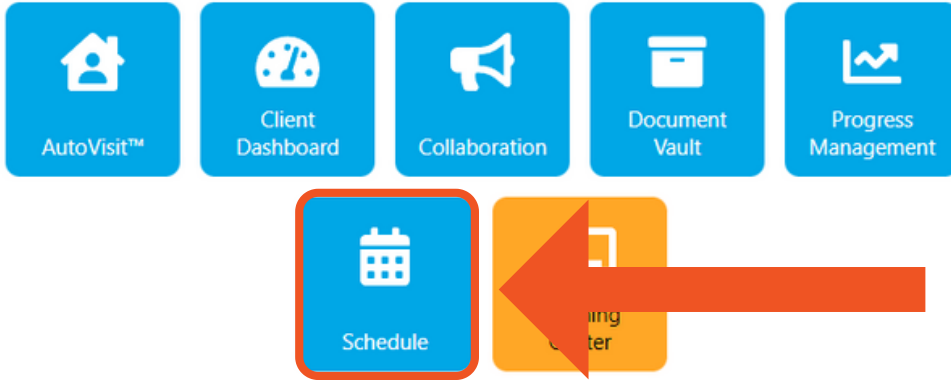 AutoVisit™
Client
Dashboard
Collaboration
Document
Vault
Progress
Management
Schedule